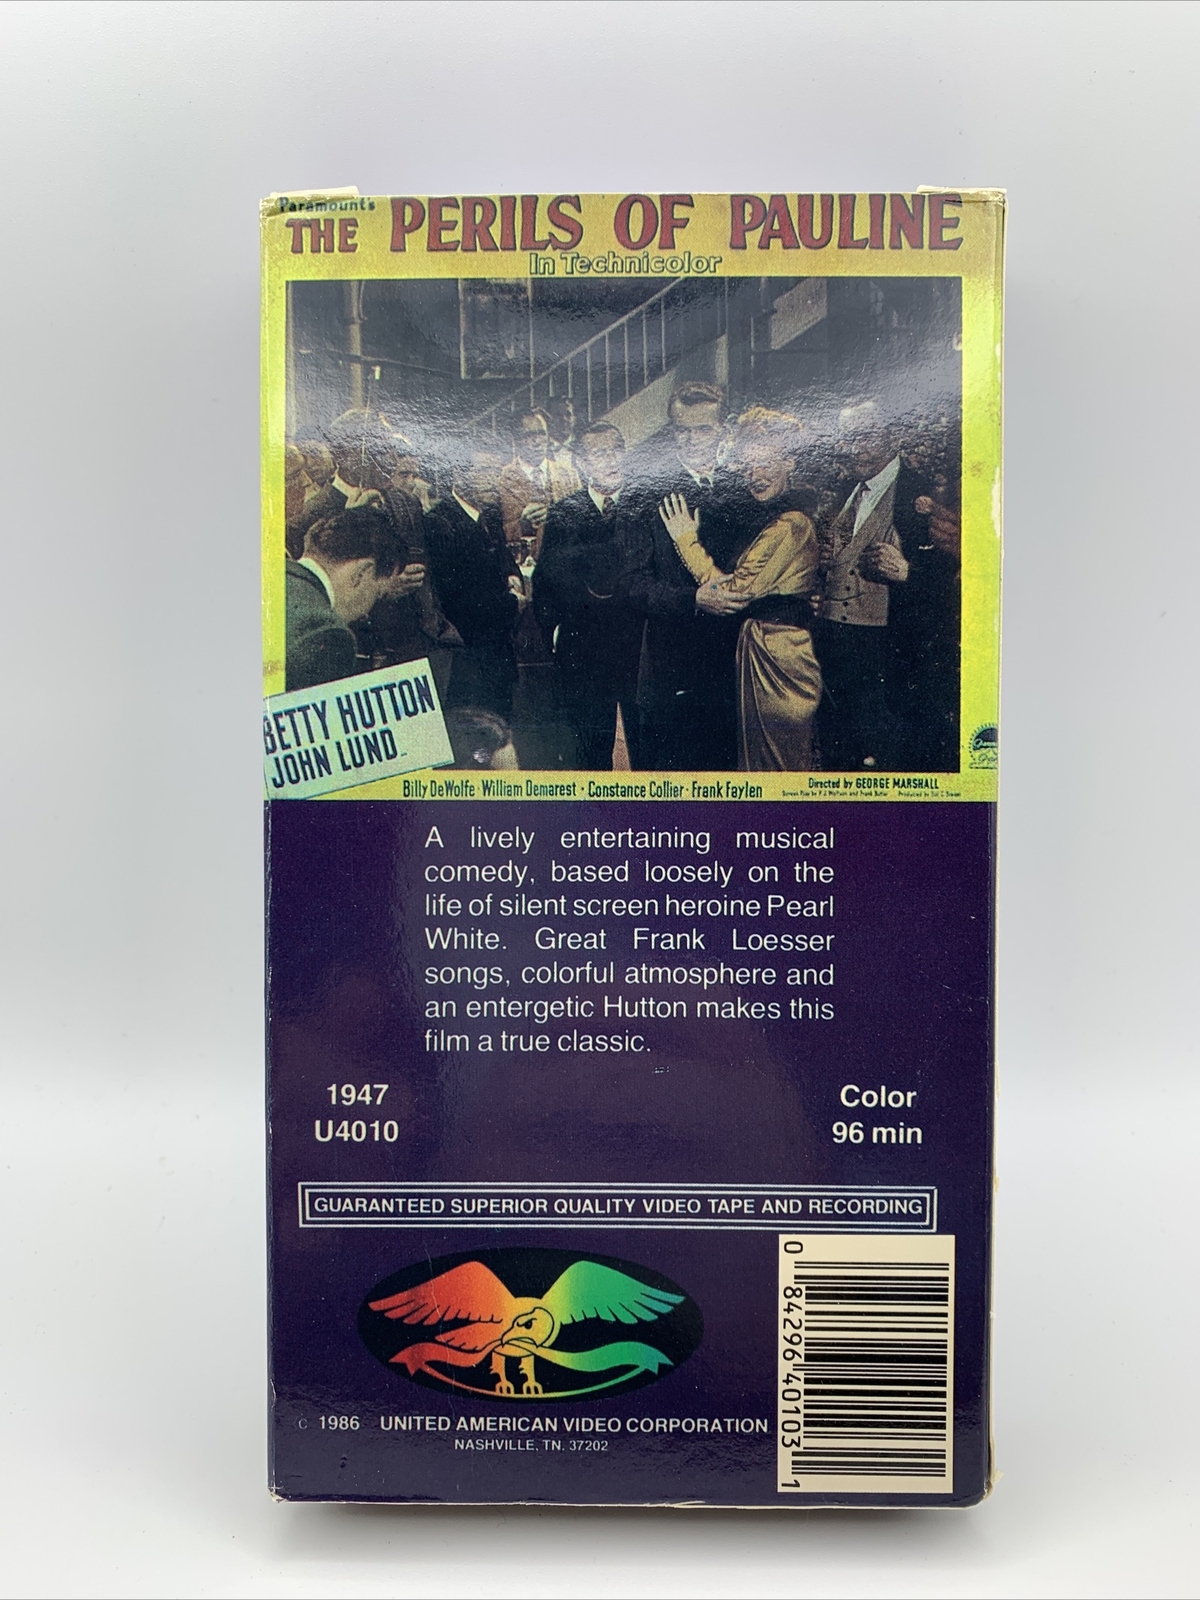 Paramount's
THE PERILS OF PAULINE
In Technicolor
BETTY HUTTON
JOHN LUND
Billy DeWolfe · William Demarest · Constance Collier · Frank Faylen
Directed by GEORGE MARSHALL
A lively entertaining musical
comedy, based loosely on the
life of silent screen heroine Pearl
White. Great Frank Loesser
songs, colorful atmosphere and
an entergetic Hutton makes this
film a true classic.
1947
U4010
Color
96 min
GUARANTEED SUPERIOR QUALITY VIDEO TAPE AND RECORDING
C 1986 UNITED AMERICAN VIDEO CORPORATION
NASHVILLE, TN. 37202
0 84296 40103 1